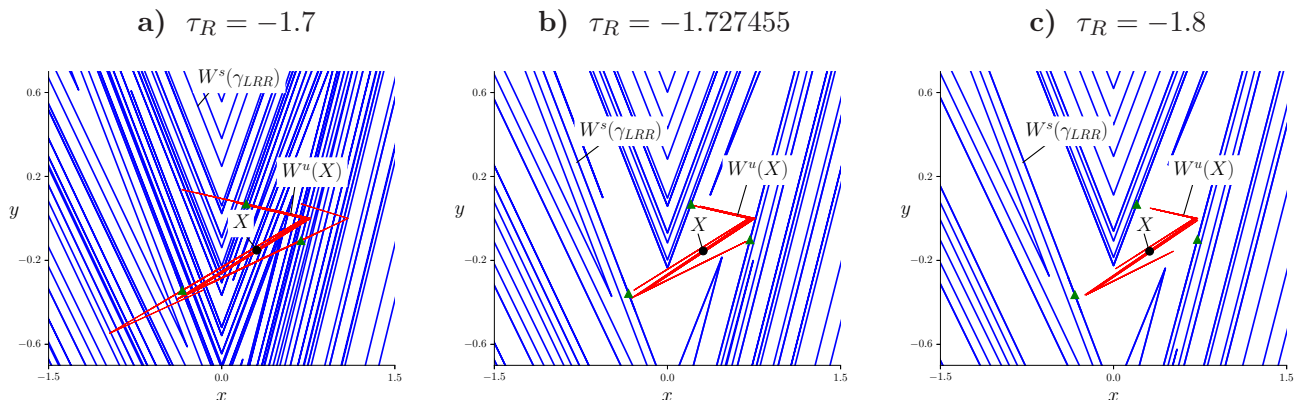 a) τ_R = −1.7
b) τ_R = −1.727455
c) τ_R = −1.8
W^s(γ_LRR)
W^u(X)
X
y
0.6
0.2
−0.2
−0.6
−1.5
0.0
1.5
x
W^s(γ_LRR)
W^u(X)
X
y
0.6
0.2
−0.2
−0.6
−1.5
0.0
1.5
x
W^s(γ_LRR)
W^u(X)
X
y
0.6
0.2
−0.2
−0.6
−1.5
0.0
1.5
x